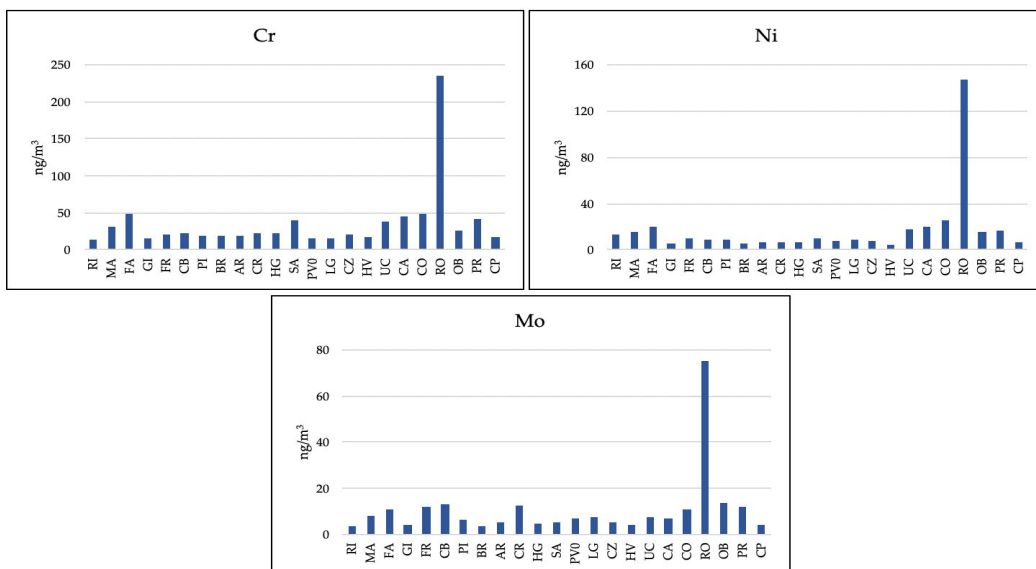 Cr
250
200
150
100
50
0
ng/m³
RI MA FA GI FR CB PI BR AR CR HG SA PV0 LG CZ HV UC CA CO RO OB PR CP
Ni
160
120
80
40
0
ng/m³
RI MA FA GI FR CB PI BR AR CR HG SA PV0 LG CZ HV UC CA CO RO OB PR CP
Mo
80
60
40
20
0
ng/m³
RI MA FA GI FR CB PI BR AR CR HG SA PV0 LG CZ HV UC CA CO RO OB PR CP